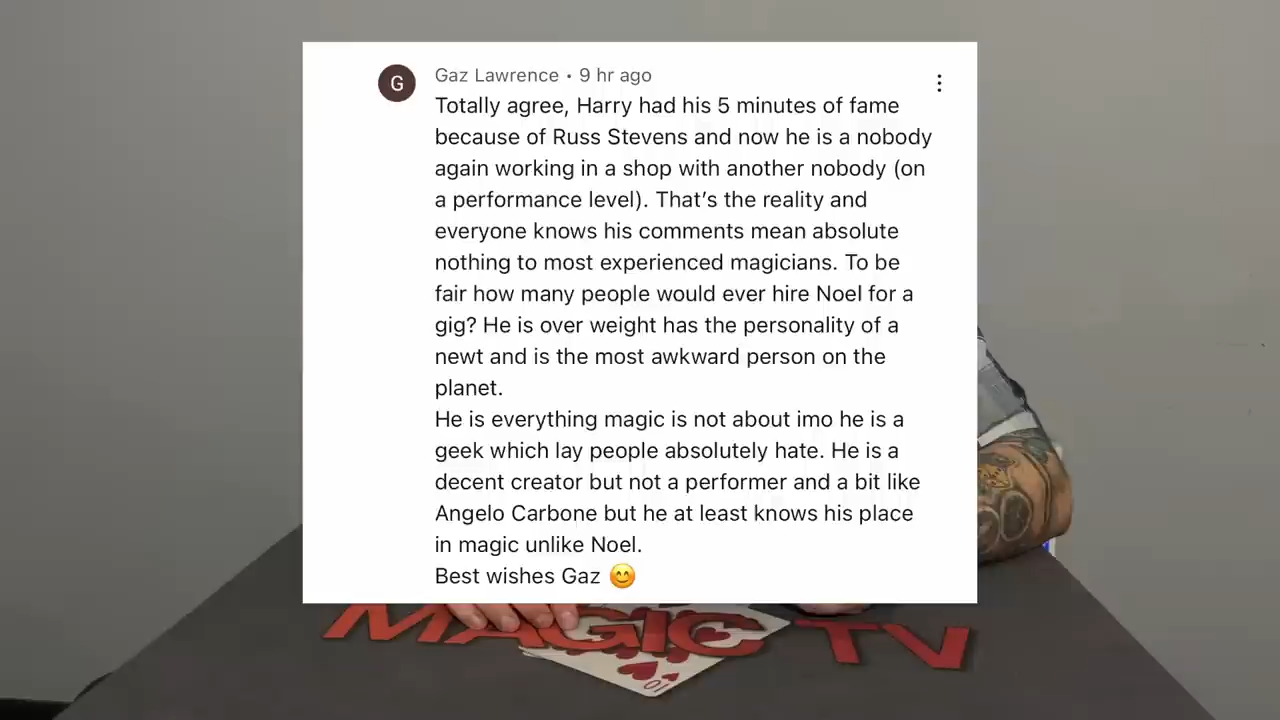 G
Gaz Lawrence • 9 hr ago
Totally agree, Harry had his 5 minutes of fame
because of Russ Stevens and now he is a nobody
again working in a shop with another nobody (on
a performance level). That’s the reality and
everyone knows his comments mean absolute
nothing to most experienced magicians. To be
fair how many people would ever hire Noel for a
gig? He is over weight has the personality of a
newt and is the most awkward person on the
planet.
He is everything magic is not about imo he is a
geek which lay people absolutely hate. He is a
decent creator but not a performer and a bit like
Angelo Carbone but he at least knows his place
in magic unlike Noel.
Best wishes Gaz 😊
MAGIC TV
10